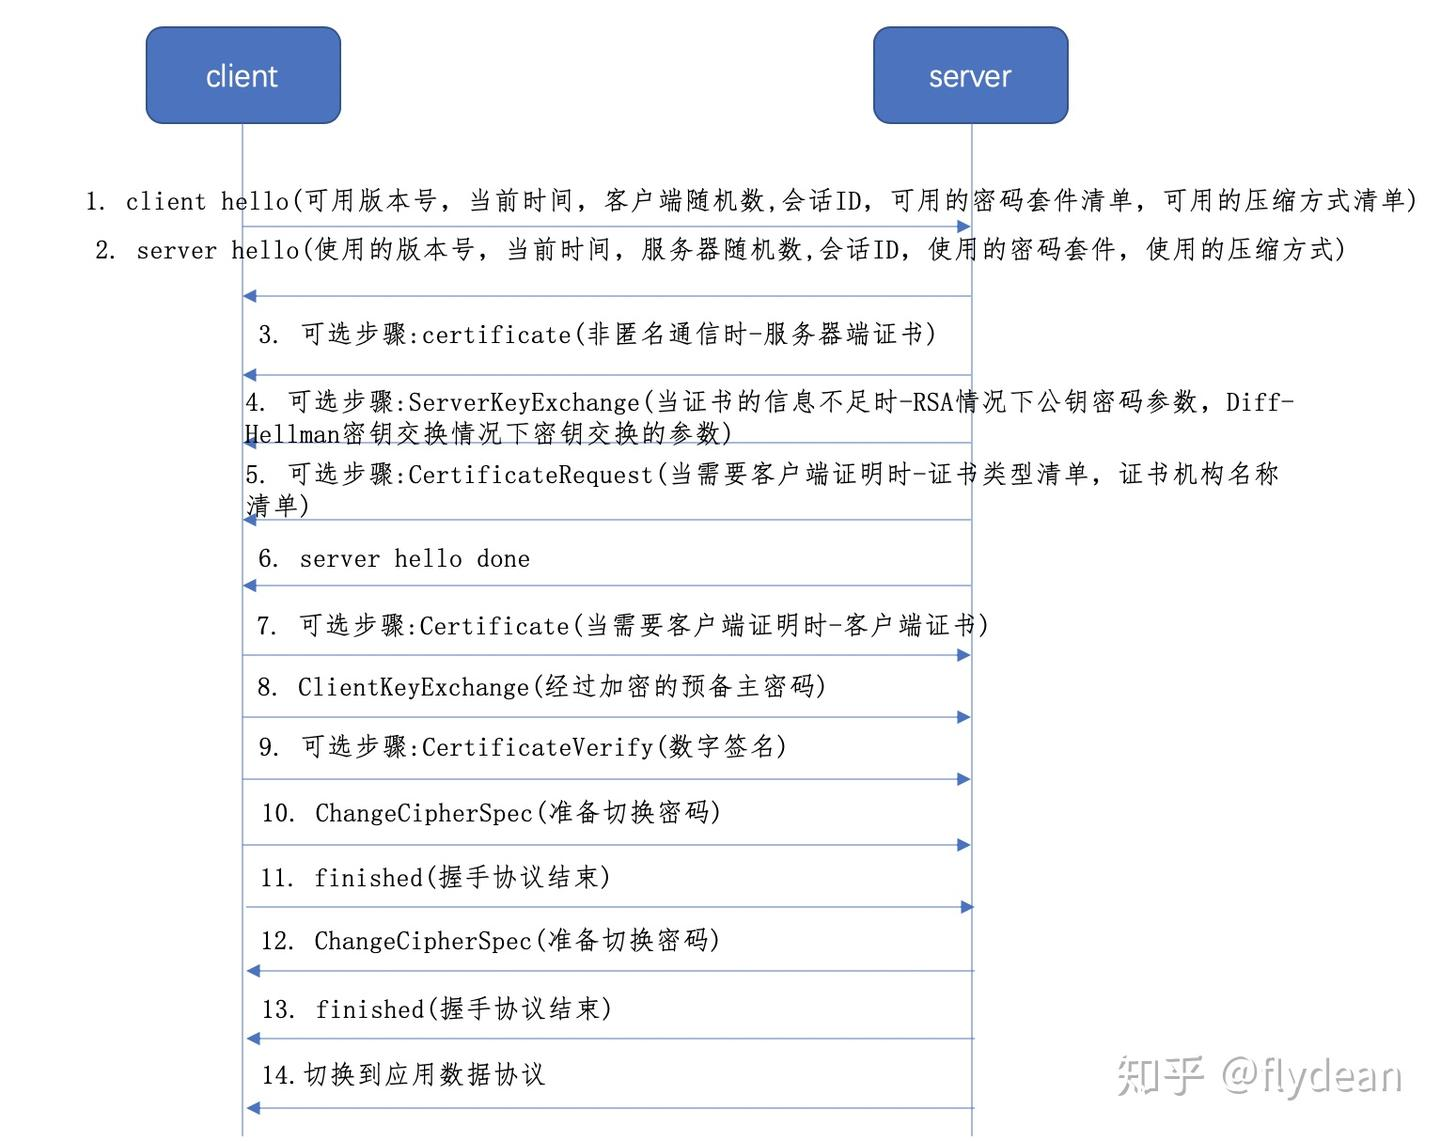 client
server
1. client hello(可用版本号，当前时间，客户端随机数,会话ID，可用的密码套件清单，可用的压缩方式清单)
2. server hello(使用的版本号，当前时间，服务器随机数,会话ID，使用的密码套件，使用的压缩方式)
3. 可选步骤:certificate(非匿名通信时-服务器端证书)
4. 可选步骤:ServerKeyExchange(当证书的信息不足时-RSA情况下公钥密码参数，Diff-
Hellman密钥交换情况下密钥交换的参数)
5. 可选步骤:CertificateRequest(当需要客户端证明时-证书类型清单，证书机构名称
清单)
6. server hello done
7. 可选步骤:Certificate(当需要客户端证明时-客户端证书)
8. ClientKeyExchange(经过加密的预备主密码)
9. 可选步骤:CertificateVerify(数字签名)
10. ChangeCipherSpec(准备切换密码)
11. finished(握手协议结束)
12. ChangeCipherSpec(准备切换密码)
13. finished(握手协议结束)
14.切换到应用数据协议
知乎 @flydean